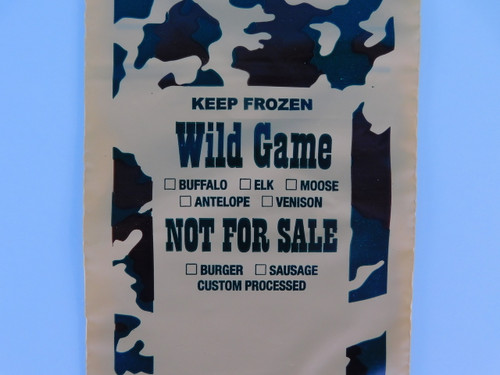 KEEP FROZEN
Wild Game
☐ BUFFALO ☐ ELK ☐ MOOSE
☐ ANTELOPE ☐ VENISON
NOT FOR SALE
☐ BURGER ☐ SAUSAGE
CUSTOM PROCESSED